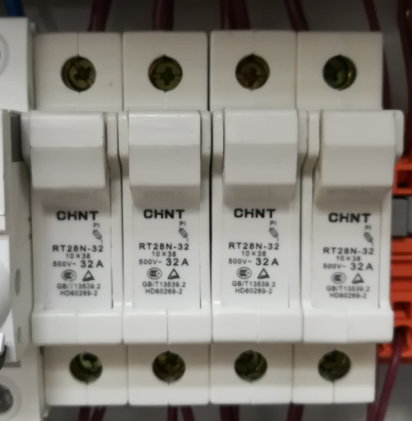 CHNT
RT28N-32
10×38
500V~ 32A
GB/T13539.2
HD60269-2
CHNT
RT28N-32
10×38
500V~ 32A
GB/T13539.2
HD60269-2
CHNT
RT28N-32
10×38
500V~ 32A
GB/T13539.2
HD60269-2
CHNT
RT28N-32
10×38
500V~ 32A
GB/T13539.2
HD60269-2